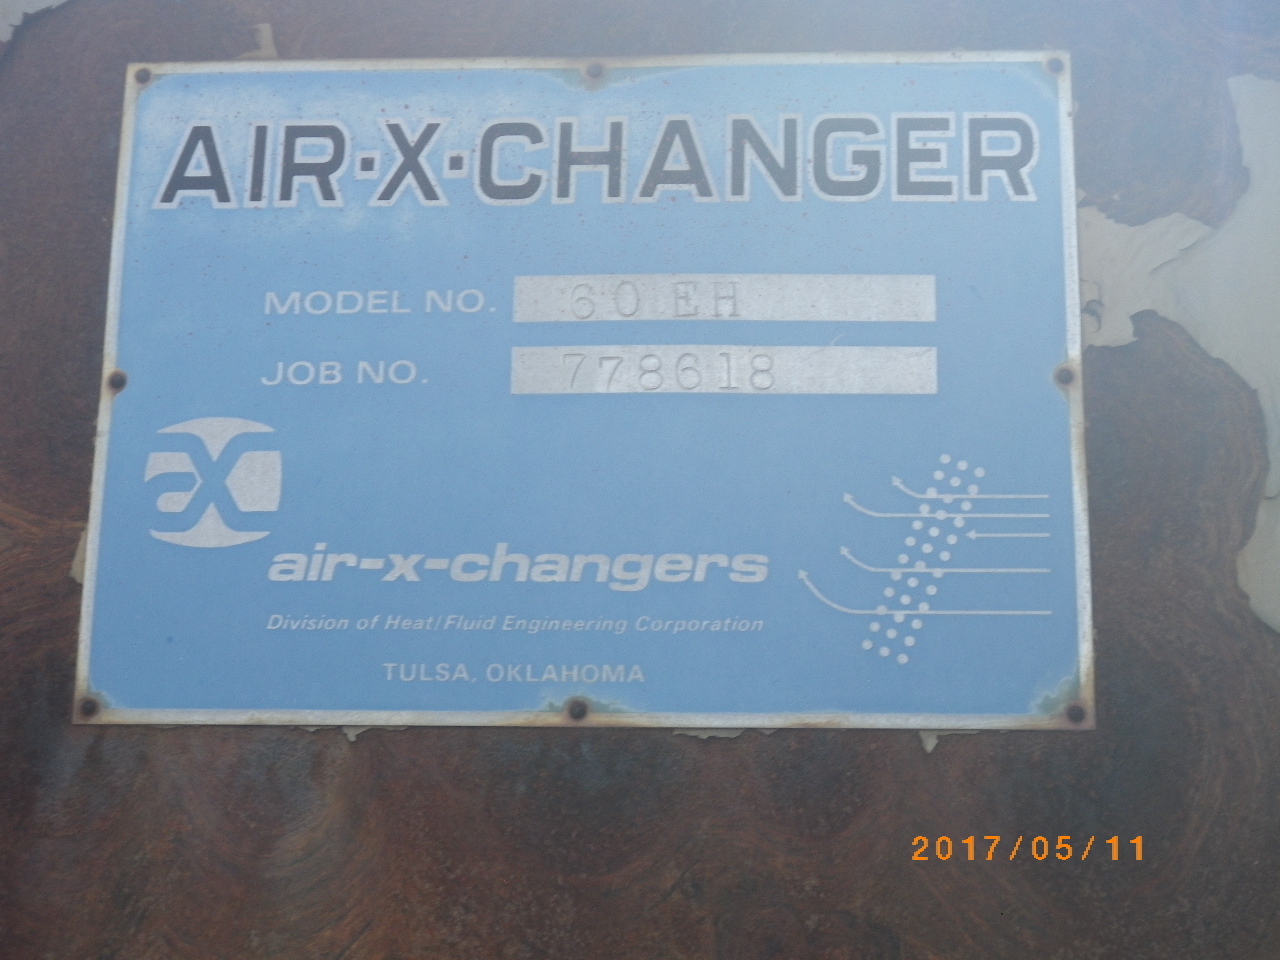 AIR·X·CHANGER
MODEL NO. 60 EH
JOB NO. 778618
ax
air-x-changers
Division of Heat/Fluid Engineering Corporation
TULSA, OKLAHOMA
2017/05/11